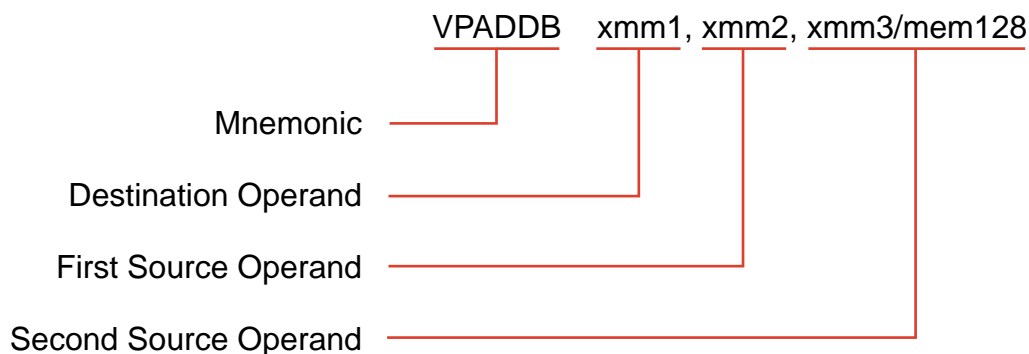 VPADDB xmm1, xmm2, xmm3/mem128
Mnemonic
Destination Operand
First Source Operand
Second Source Operand